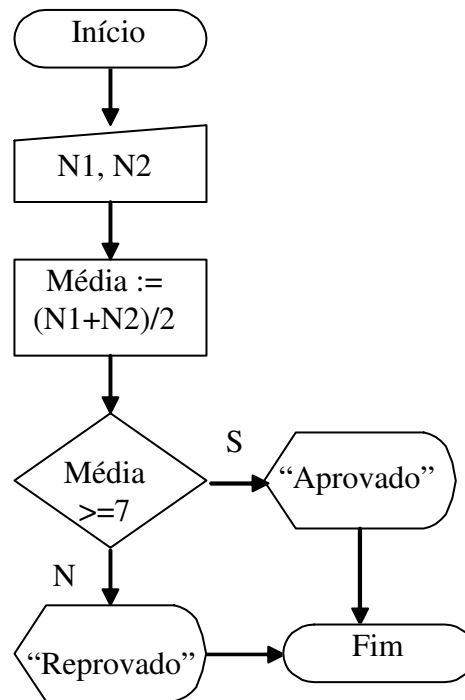 Início
N1, N2
Média :=
(N1+N2)/2
Média
>=7
S
“Aprovado”
N
“Reprovado”
Fim